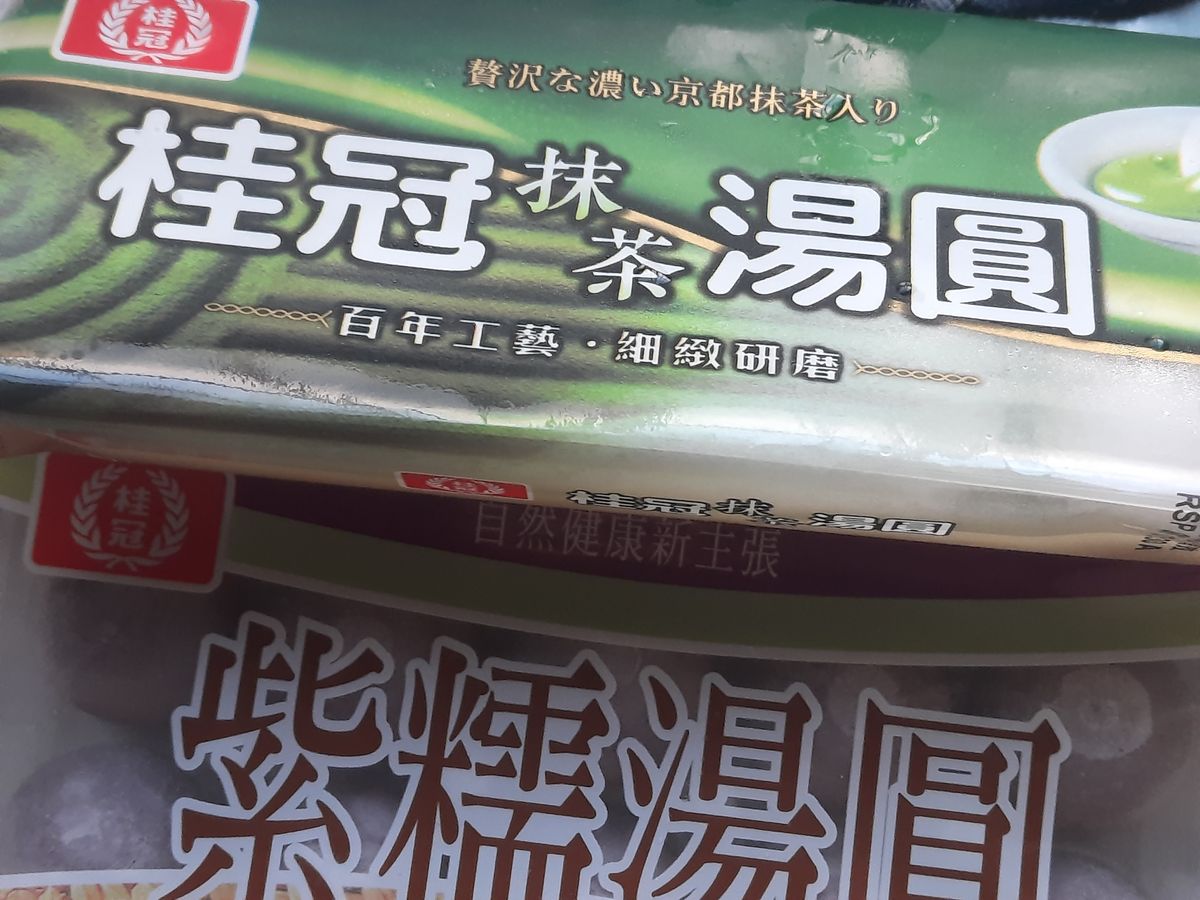 桂冠
贅沢な濃い京都抹茶入り
桂冠抹茶湯圓
百年工藝・細緻研磨
桂冠
桂冠抹茶湯圓
自然健康新主張
桂冠
紫糯湯圓